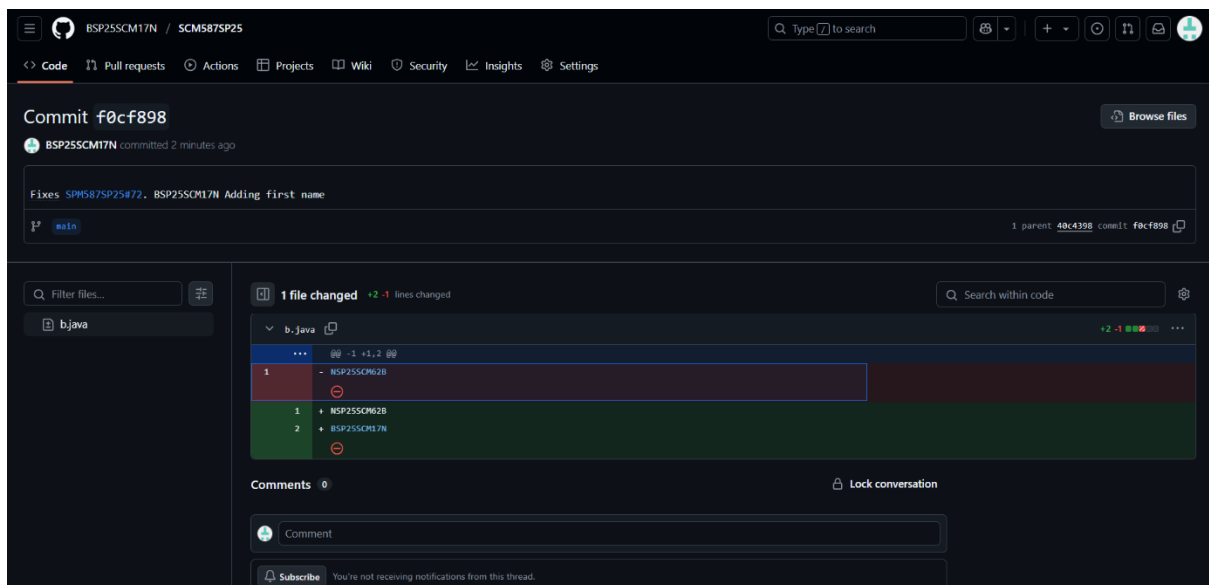 BSP25SCM17N / SCM587SP25
Type / to search
Code Pull requests Actions Projects Wiki Security Insights Settings
Commit f0cf898
Browse files
BSP25SCM17N committed 2 minutes ago
Fixes SPM587SP25#72. BSP25SCM17N Adding first name
main
1 parent 40c4398 commit f0cf898
Filter files...
1 file changed +2 -1 lines changed
Search within code
b.java
b.java
+2 -1
@@ -1 +1,2 @@
1 - NSP25SCM62B
1 + NSP25SCM62B
2 + BSP25SCM17N
Comments 0
Lock conversation
Comment
Subscribe You're not receiving notifications from this thread.